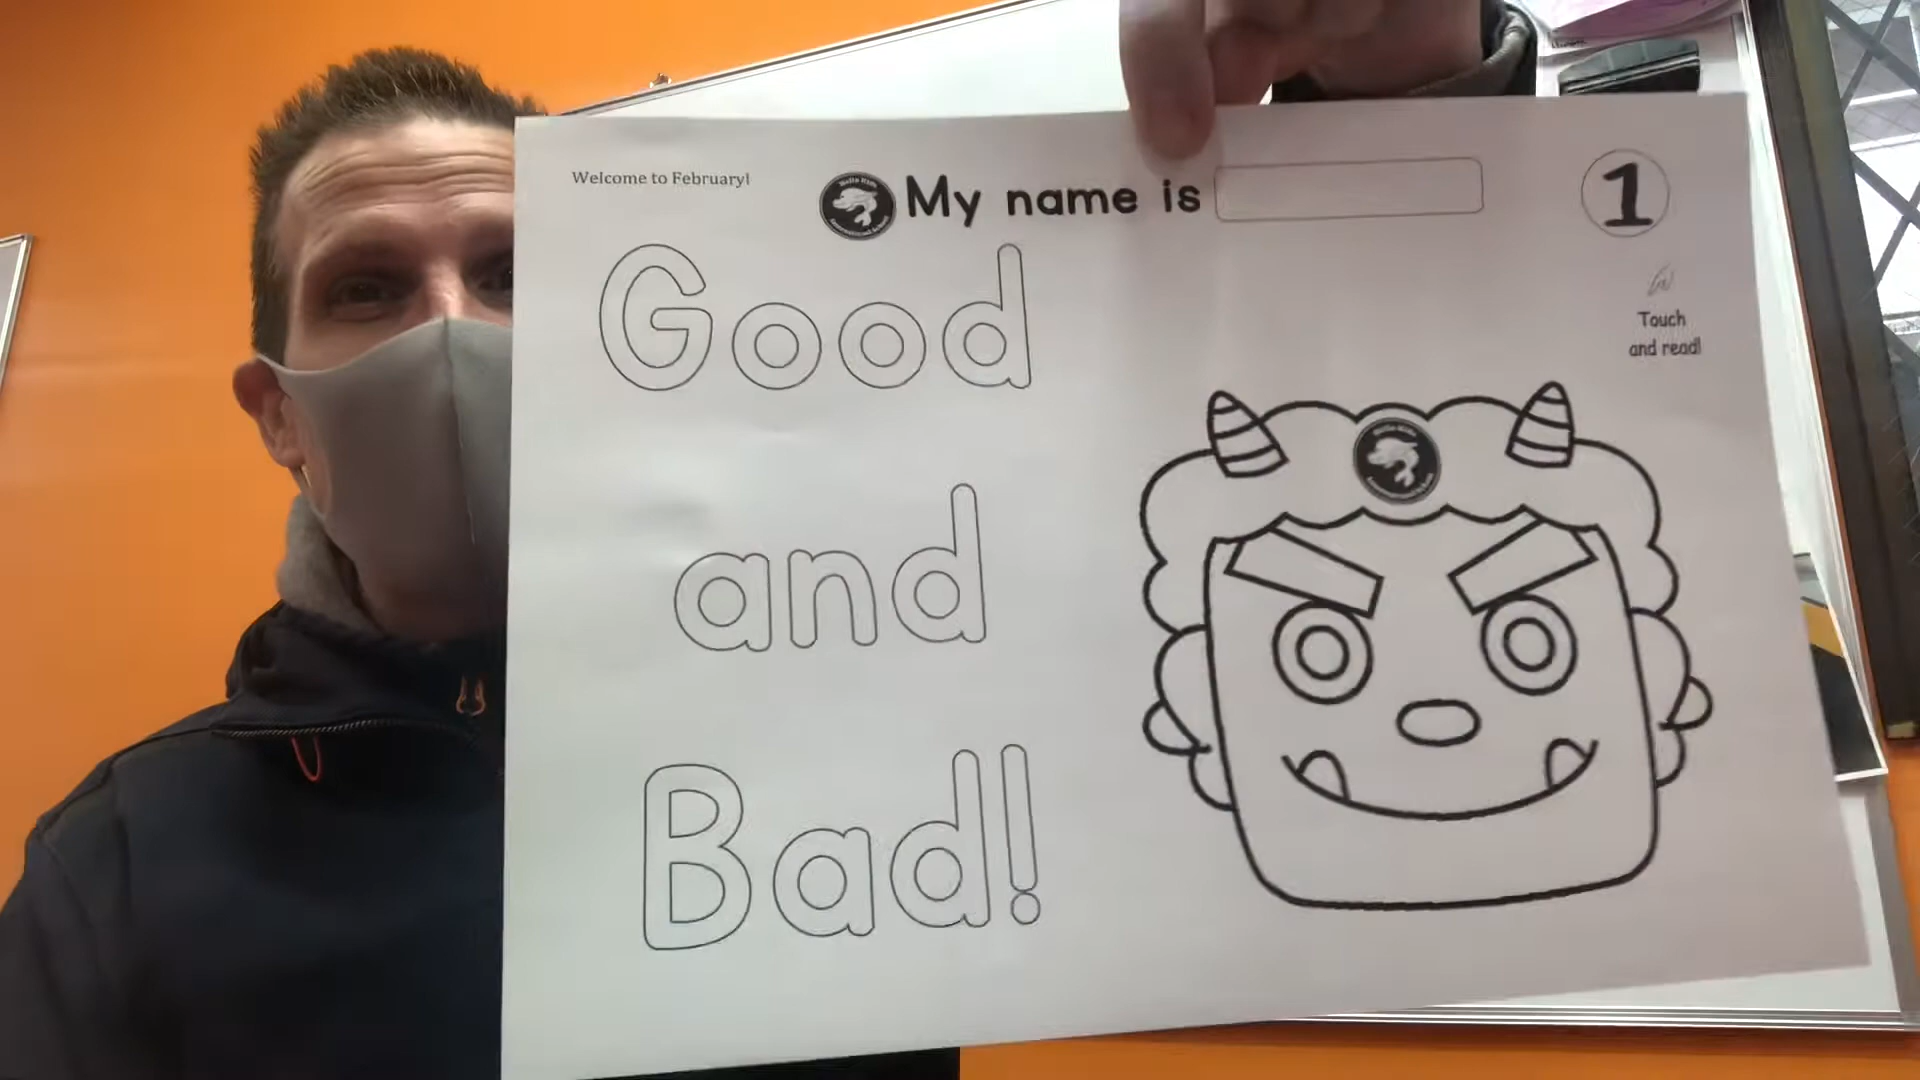 Welcome to February!
My name is
1
Touch
and read!
Good
and
Bad!